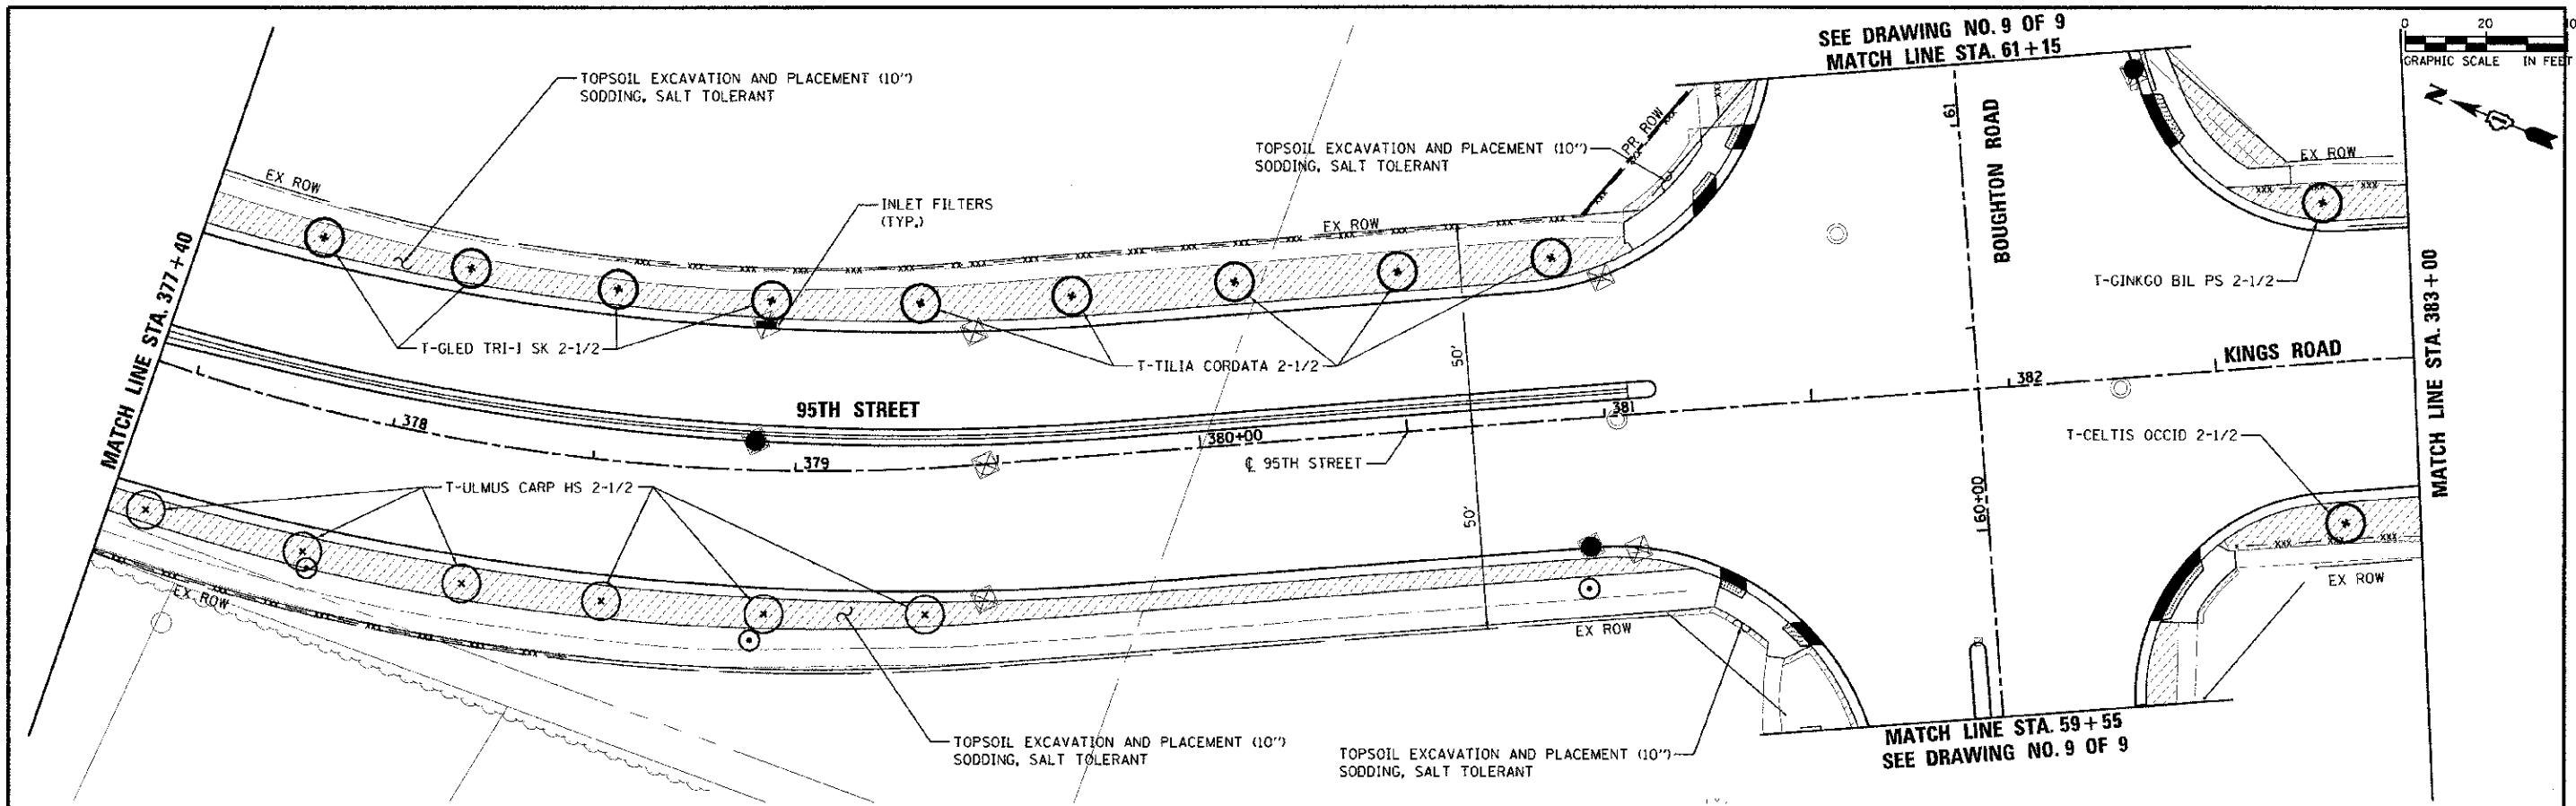 SEE DRAWING NO. 9 OF 9
MATCH LINE STA. 61+15
0 20
GRAPHIC SCALE IN FEET
N
TOPSOIL EXCAVATION AND PLACEMENT (10")
SODDING, SALT TOLERANT
TOPSOIL EXCAVATION AND PLACEMENT (10")
SODDING, SALT TOLERANT
PR ROW
61
BOUGHTON ROAD
EX ROW
XXX XXX XXX
EX ROW
INLET FILTERS
(TYP.)
EX ROW
T-GINKGO BIL PS 2-1/2
MATCH LINE STA. 377+40
MATCH LINE STA. 383+00
T-GLED TRI-I SK 2-1/2
T-TILIA CORDATA 2-1/2
50'
KINGS ROAD
382
95TH STREET
381
378
380+00
379
℄ 95TH STREET
T-CELTIS OCCID 2-1/2
T-ULMUS CARP HS 2-1/2
50'
60+00
EX ROW
EX ROW
EX ROW
TOPSOIL EXCAVATION AND PLACEMENT (10")
SODDING, SALT TOLERANT
TOPSOIL EXCAVATION AND PLACEMENT (10")
SODDING, SALT TOLERANT
MATCH LINE STA. 59+55
SEE DRAWING NO. 9 OF 9